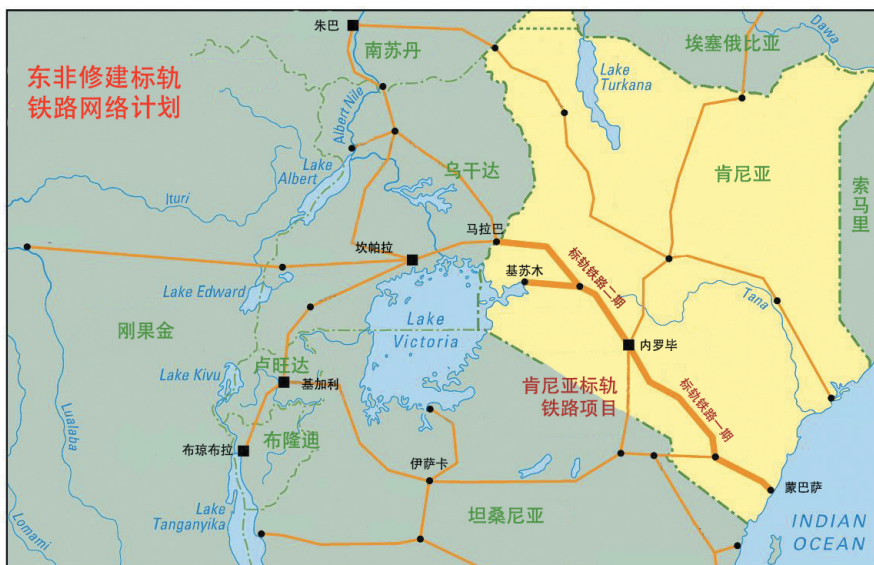 东非修建标轨
铁路网络计划
朱巴
南苏丹
埃塞俄比亚
Dawa
Lake
Turkana
Albert Nile
Lake
Albert
乌干达
肯尼亚
索马里
Ituri
马拉巴
坎帕拉
标轨铁路二期
基苏木
Lake Edward
Tana
刚果金
Lake
Victoria
内罗毕
卢旺达
Lake Kivu
基加利
肯尼亚标轨
铁路项目
标轨铁路一期
Lualaba
布隆迪
布琼布拉
伊萨卡
蒙巴萨
Lake
Tanganyika
坦桑尼亚
Lomami
INDIAN
OCEAN